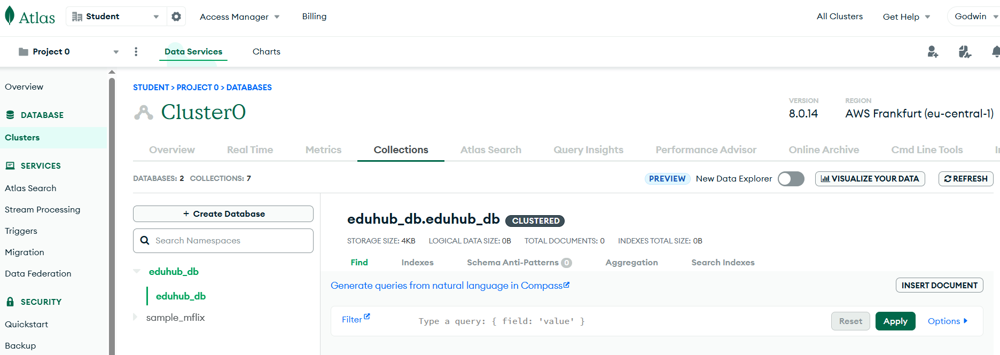 Atlas Student Access Manager Billing All Clusters Get Help Godwin
Project 0 Data Services Charts
Overview
DATABASE
Clusters
SERVICES
Atlas Search
Stream Processing
Triggers
Migration
Data Federation
SECURITY
Quickstart
Backup
STUDENT > PROJECT 0 > DATABASES
Cluster0
VERSION REGION
8.0.14 AWS Frankfurt (eu-central-1)
Overview Real Time Metrics Collections Atlas Search Query Insights Performance Advisor Online Archive Cmd Line Tools
DATABASES: 2 COLLECTIONS: 7 PREVIEW New Data Explorer VISUALIZE YOUR DATA REFRESH
+ Create Database
Search Namespaces
eduhub_db
eduhub_db
sample_mflix
eduhub_db.eduhub_db CLUSTERED
STORAGE SIZE: 4KB LOGICAL DATA SIZE: 0B TOTAL DOCUMENTS: 0 INDEXES TOTAL SIZE: 0B
Find Indexes Schema Anti-Patterns 0 Aggregation Search Indexes
Generate queries from natural language in Compass INSERT DOCUMENT
Filter Type a query: { field: 'value' } Reset Apply Options